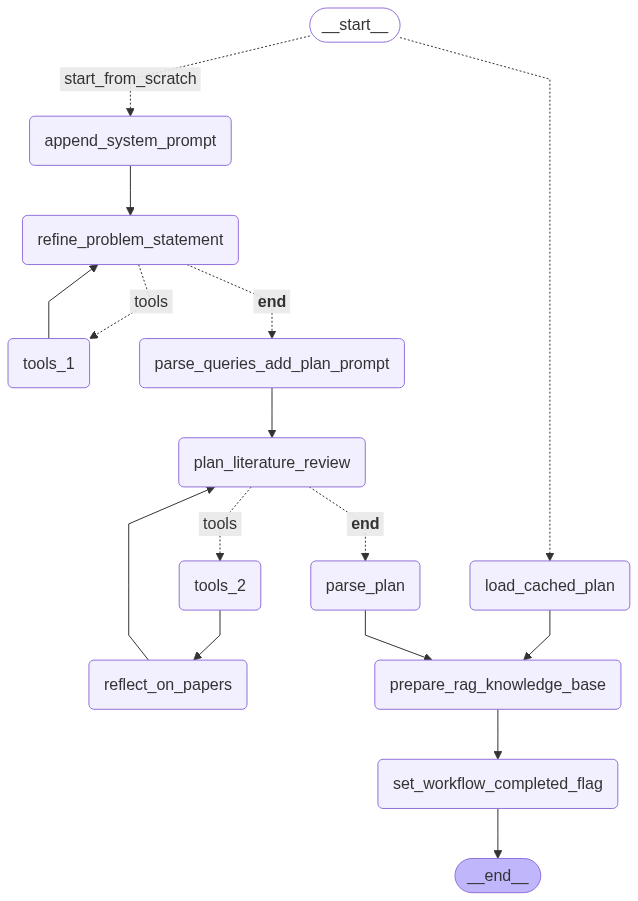 __start__
start_from_scratch
append_system_prompt
refine_problem_statement
tools
end
tools_1
parse_queries_add_plan_prompt
plan_literature_review
tools
end
tools_2
parse_plan
load_cached_plan
reflect_on_papers
prepare_rag_knowledge_base
set_workflow_completed_flag
__end__